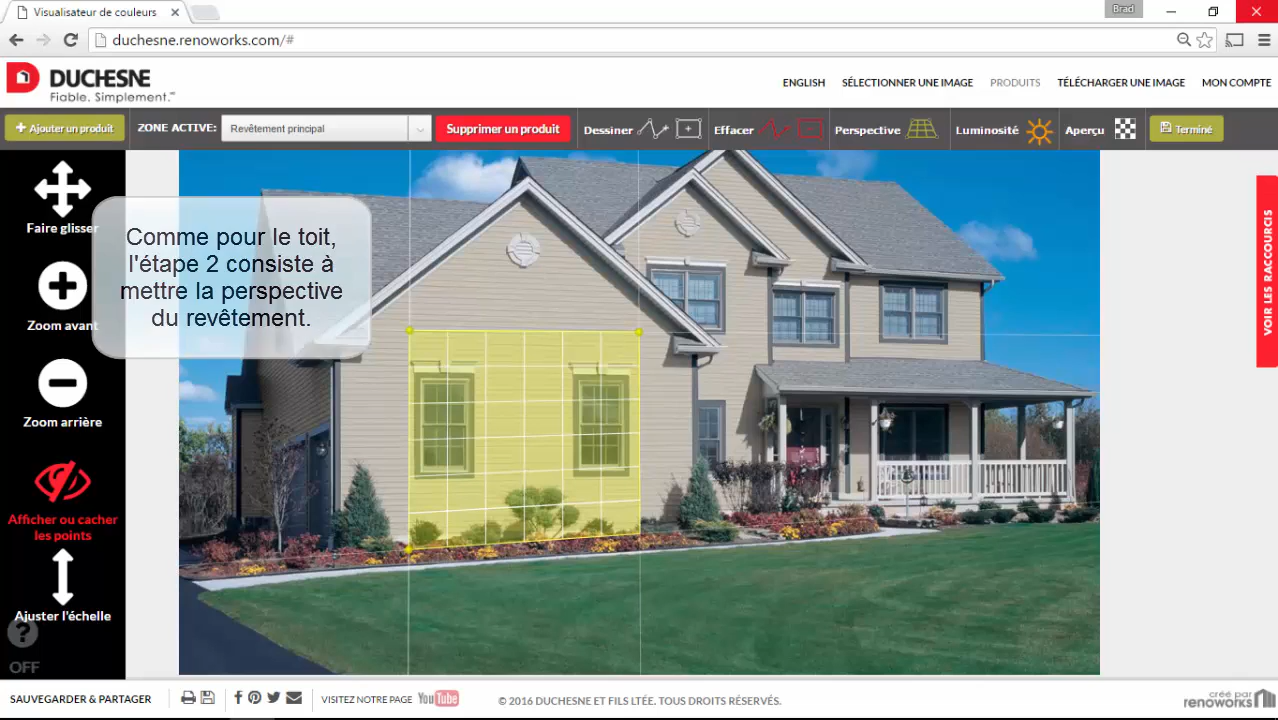 Visualisateur de couleurs
Brad
duchesne.renoworks.com/#
DUCHESNE
Fiable. Simplement.™
ENGLISH SÉLECTIONNER UNE IMAGE PRODUITS TÉLÉCHARGER UNE IMAGE MON COMPTE
Ajouter un produit ZONE ACTIVE: Revêtement principal Supprimer un produit Dessiner Effacer Perspective Luminosité Aperçu Terminé
Faire glisser
Comme pour le toit,
l'étape 2 consiste à
mettre la perspective
du revêtement.
Zoom avant
Zoom arrière
Afficher ou cacher
les points
Ajuster l'échelle
?
OFF
VOIR LES RACCOURCIS
SAUVEGARDER & PARTAGER VISITEZ NOTRE PAGE YouTube © 2016 DUCHESNE ET FILS LTÉE. TOUS DROITS RÉSERVÉS.
créé par
renoworks